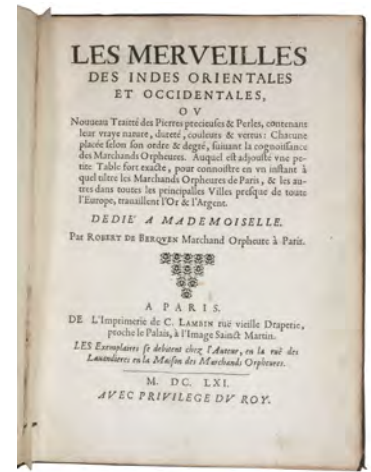 LES MERVEILLES
DES INDES ORIENTALES
ET OCCIDENTALES,
OV
Nouueau Traitté des Pierres precieuses & Perles, contenant
leur vraye nature, dureté, couleurs & vertus: Chacune
placée selon son ordre & degré, suiuant la cognoissance
des Marchands Orpheures. Auquel est adjousté vne pe-
tite Table fort exacte, pour connoistre en vn instant à
quel tiltre les Marchands Orpheures de Paris, & les au-
tres dans toutes les principalles Villes presque de toute
l'Europe, trauaillent l'Or & l'Argent.
DEDIÉ A MADEMOISELLE.
Par ROBERT DE BERQVEN Marchand Orpheure à Paris.
A PARIS.
DE L'Imprimerie de C. LAMBIN ruë vieille Draperie,
proche le Palais, à l'Image Sainct Martin.
LES Exemplaires se debitent chez l'Auteur, en la ruë des
Lauandieres en la Maison des Marchands Orpheures.
M. DC. LXI.
AVEC PRIVILEGE DV ROY.